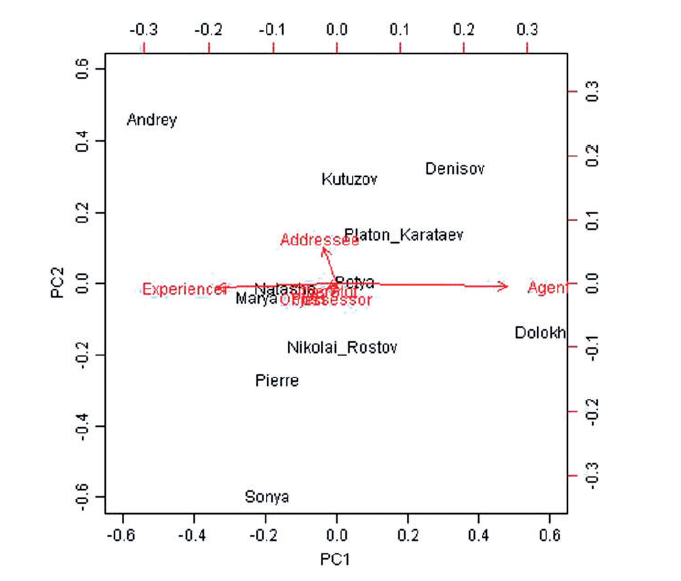 -0.3 -0.2 -0.1 0.0 0.1 0.2 0.3
0.6
0.4
0.2
0.0
-0.2
-0.4
-0.6
PC2
Andrey
Denisov
Kutuzov
Platon_Karataev
Addressee
Petya
Experiencer
Natasha
Agent
Marya
Object
Possessor
Dolokh
Nikolai_Rostov
Pierre
Sonya
0.3
0.2
0.1
0.0
-0.1
-0.2
-0.3
-0.6 -0.4 -0.2 0.0 0.2 0.4 0.6
PC1